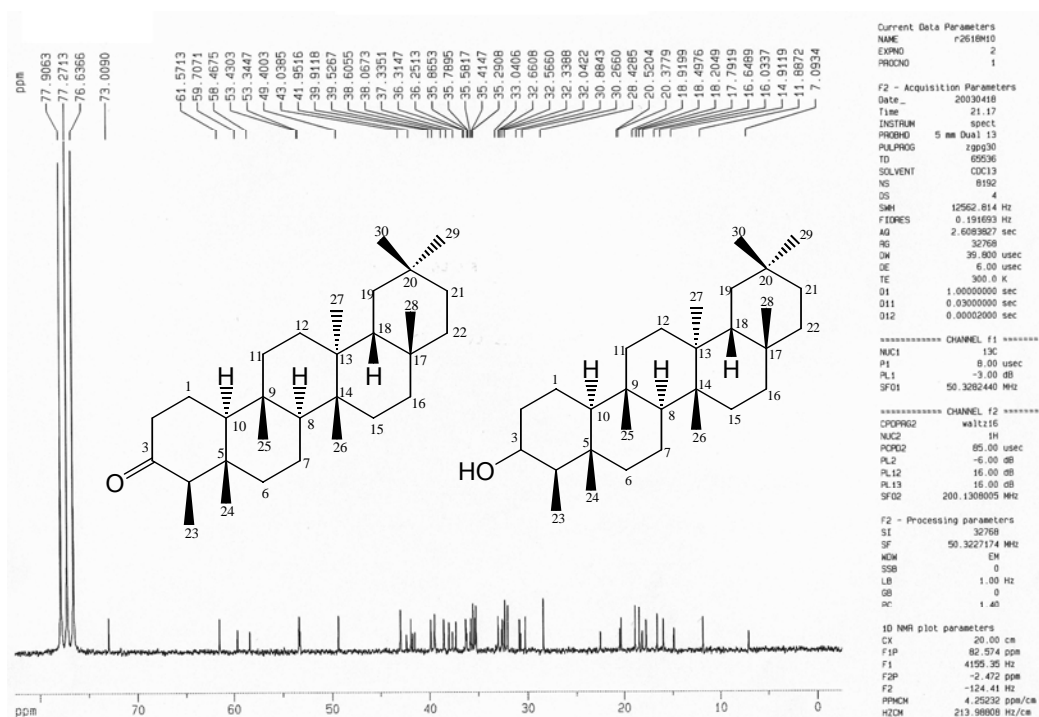 ppm
77.9063
77.2713
76.6366
73.0090
61.5713
59.7071
58.4675
53.4303
53.3447
49.4003
43.0385
41.9516
39.9118
39.5267
38.6055
38.0673
37.3351
36.3147
36.2513
35.8653
35.7895
35.5817
35.4147
35.2908
33.0406
32.6608
32.5660
32.3388
32.0422
30.8843
30.2660
28.4285
20.5204
20.3779
18.9199
18.4976
18.2049
17.7919
16.6489
16.0337
14.9119
11.8872
7.0934
30
29
20
19
21
27
28
22
12
18
11
13
17
H
H
H
1
9
14
16
10
8
15
3
5
25
26
7
O
6
24
23
30
29
20
19
21
27
28
22
12
18
11
13
17
H
H
H
1
9
14
16
10
8
15
3
5
25
26
7
HO
6
24
23
ppm
80
70
60
50
40
30
20
10
0
Current Data Parameters
NAME r2618M10
EXPNO 2
PROCNO 1
F2 - Acquisition Parameters
Date_ 20030418
Time 21.17
INSTRUM spect
PROBHD 5 mm Dual 13
PULPROG zgpg30
TD 65536
SOLVENT CDCl3
NS 8192
DS 4
SWH 12562.814 Hz
FIDRES 0.191693 Hz
AQ 2.6083827 sec
RG 32768
DW 39.800 usec
DE 6.00 usec
TE 300.0 K
D1 1.00000000 sec
D11 0.03000000 sec
D12 0.00002000 sec
============ CHANNEL f1 ========
NUC1 13C
P1 8.00 usec
PL1 -3.00 dB
SFO1 50.3282440 MHz
============ CHANNEL f2 ========
CPDPRG2 waltz16
NUC2 1H
PCPD2 85.00 usec
PL2 -6.00 dB
PL12 16.00 dB
PL13 16.00 dB
SFO2 200.1308005 MHz
F2 - Processing parameters
SI 32768
SF 50.3227174 MHz
WDW EM
SSB 0
LB 1.00 Hz
GB 0
PC 1.40
1D NMR plot parameters
CX 20.00 cm
F1P 82.574 ppm
F1 4155.35 Hz
F2P -2.472 ppm
F2 -124.41 Hz
PPMCM 4.25232 ppm/cm
HZCM 213.98808 Hz/cm